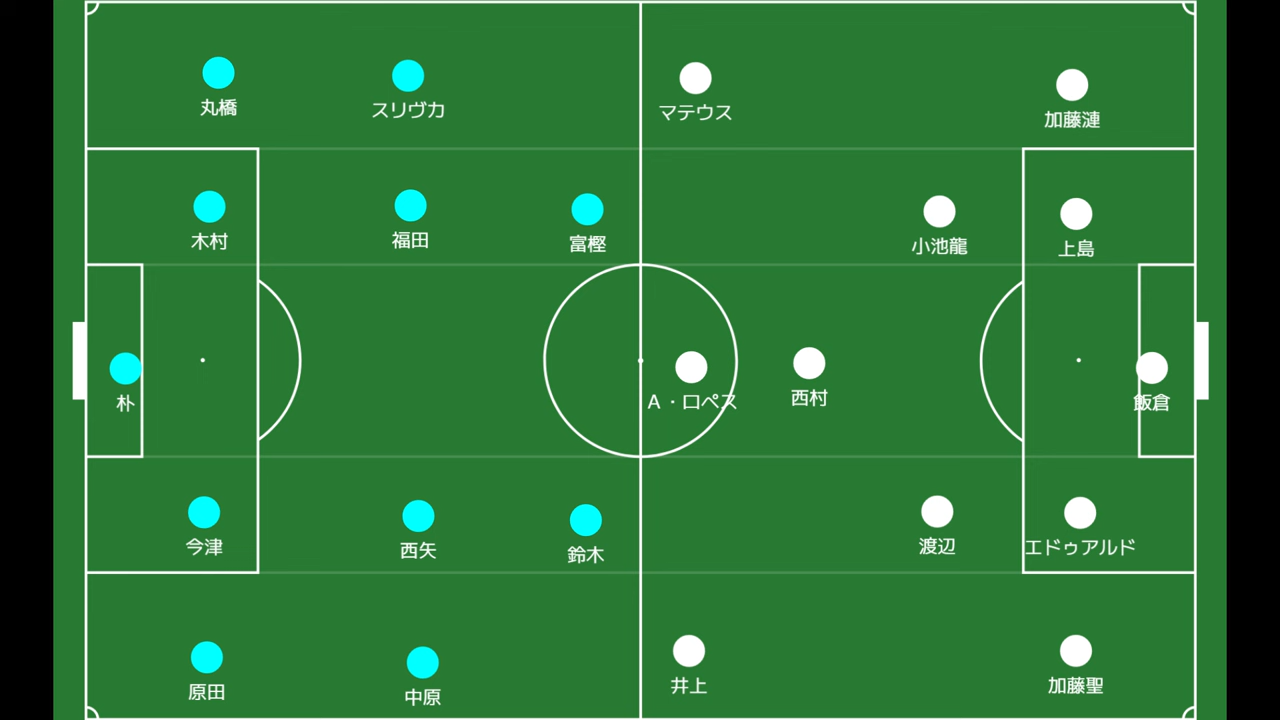 丸橋
スリヴカ
マテウス
加藤漣
木村
福田
富樫
小池龍
上島
朴
A・ロペス
西村
飯倉
今津
西矢
鈴木
渡辺
エドゥアルド
原田
中原
井上
加藤聖